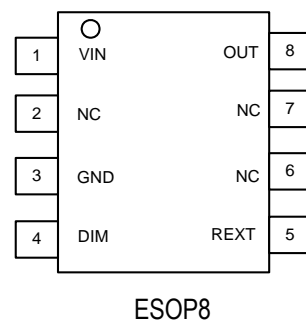 1 VIN OUT 8
2 NC NC 7
3 GND NC 6
4 DIM REXT 5
ESOP8